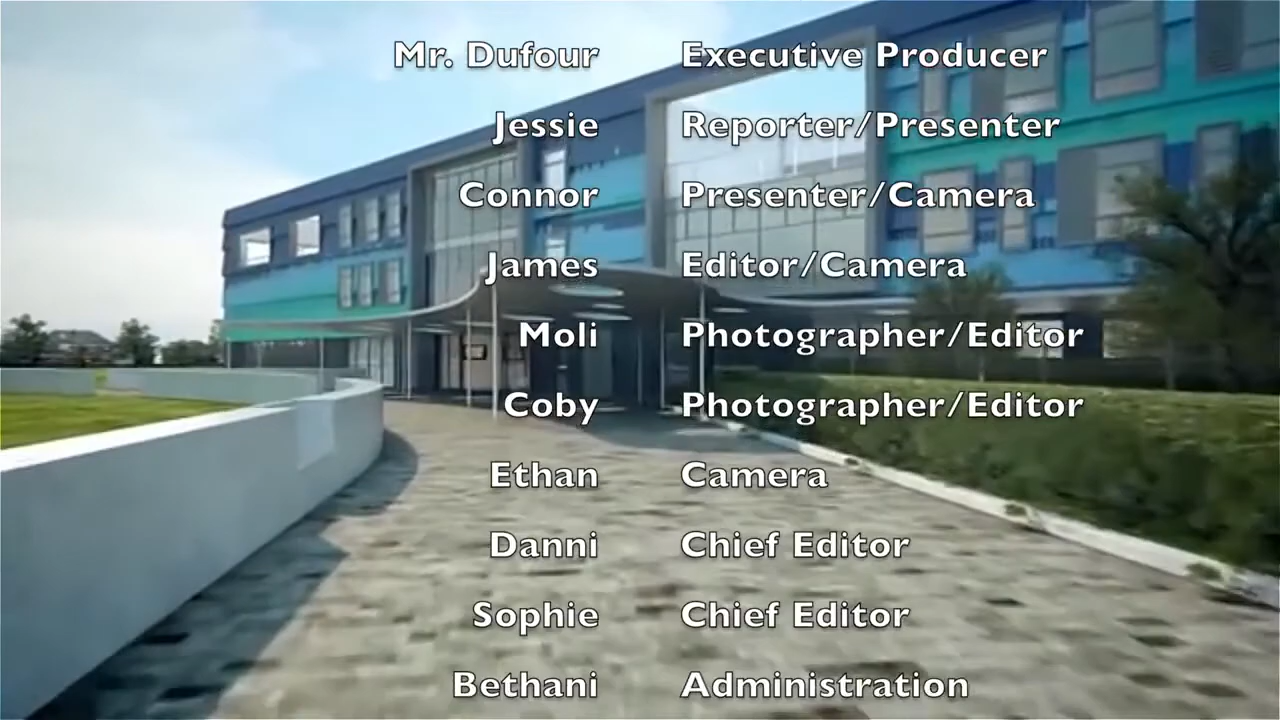 Mr. Dufour Executive Producer
Jessie Reporter/Presenter
Connor Presenter/Camera
James Editor/Camera
Moli Photographer/Editor
Coby Photographer/Editor
Ethan Camera
Danni Chief Editor
Sophie Chief Editor
Bethani Administration